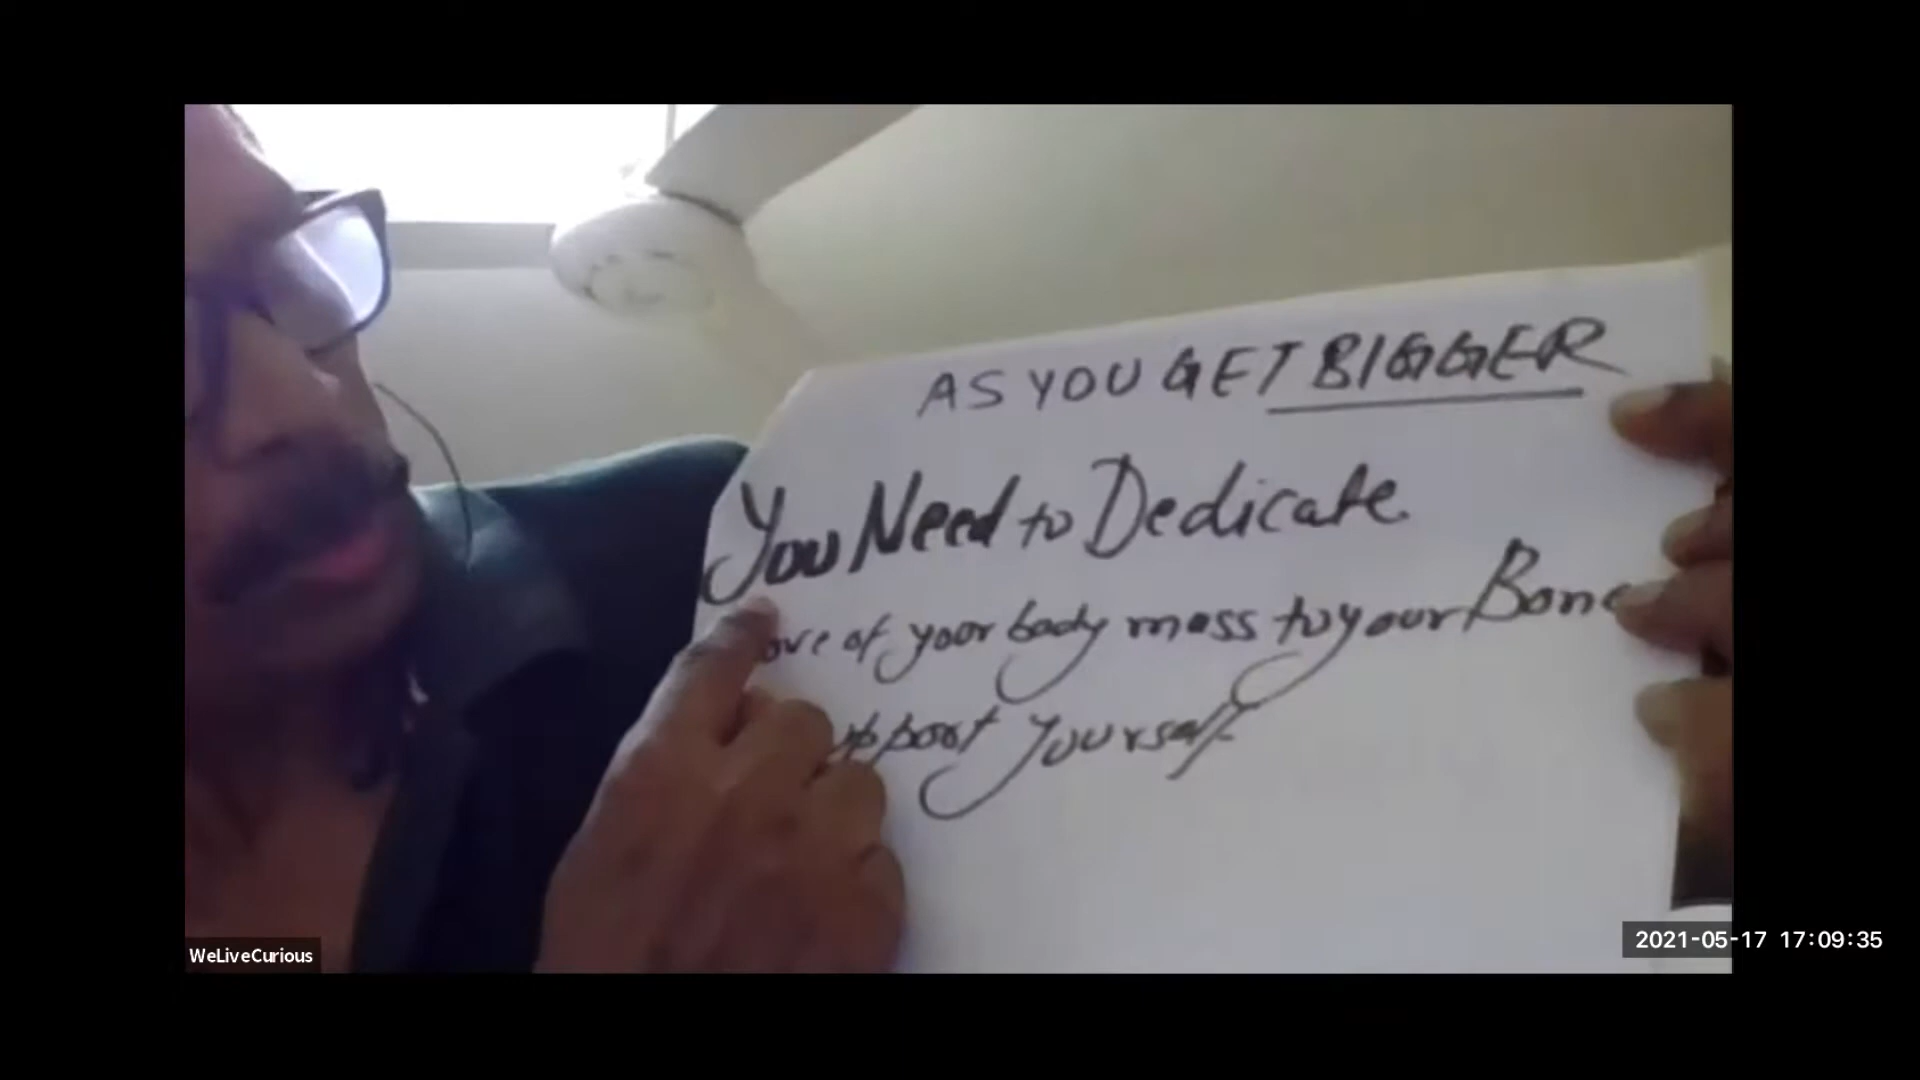 AS YOU GET BIGGER
You Need to Dedicate
of your body mass to your Bone
Yourself
WeLiveCurious
2021-05-17 17:09:35